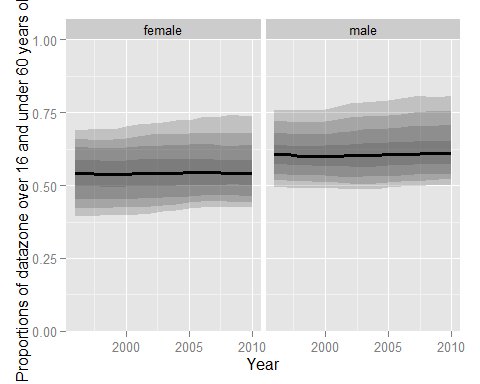 female
male
Proportions of datazone over 16 and under 60 years ol
1.00
0.75
0.50
0.25
0.00
2000 2005 2010 2000 2005 2010
Year